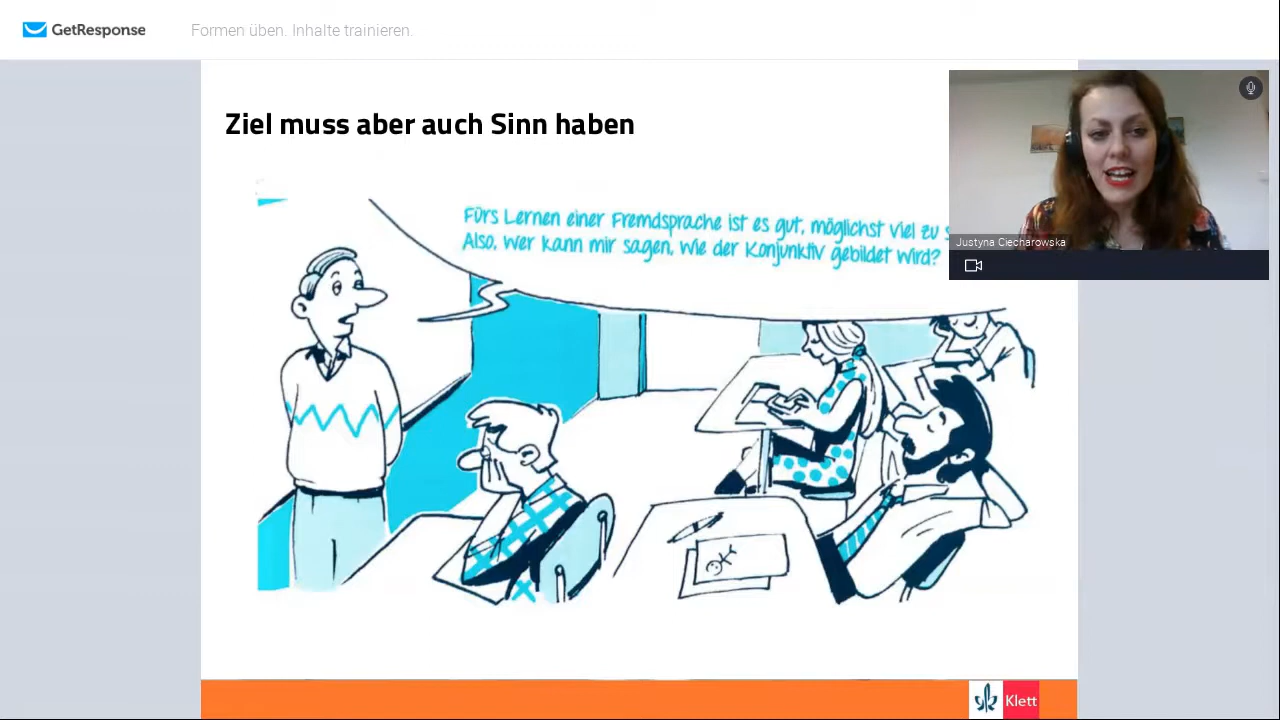 GetResponse
Formen üben. Inhalte trainieren.
Ziel muss aber auch Sinn haben
Fürs Lernen einer Fremdsprache ist es gut, möglichst viel zu
Also, wer kann mir sagen, wie der Konjunktiv gebildet wird?
Justyna Ciecharowska
Klett